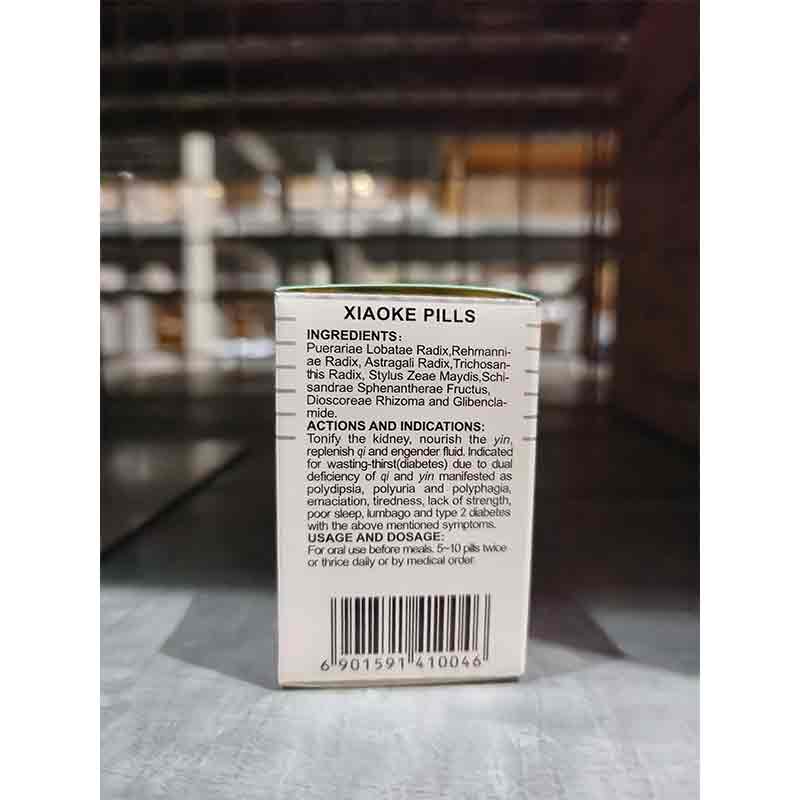 XIAOKE PILLS
INGREDIENTS:
Puerariae Lobatae Radix,Rehmanni-
ae Radix, Astragali Radix,Trichosan-
this Radix, Stylus Zeae Maydis,Schi-
sandrae Sphenantherae Fructus,
Dioscoreae Rhizoma and Glibencla-
mide.
ACTIONS AND INDICATIONS:
Tonify the kidney, nourish the yin,
replenish qi and engender fluid. Indicated
for wasting-thirst(diabetes) due to dual
deficiency of qi and yin manifested as
polydipsia, polyuria and polyphagia,
emaciation, tiredness, lack of strength,
poor sleep, lumbago and type 2 diabetes
with the above mentioned symptoms.
USAGE AND DOSAGE:
For oral use before meals. 5~10 pills twice
or thrice daily or by medical order
6 901591 410046